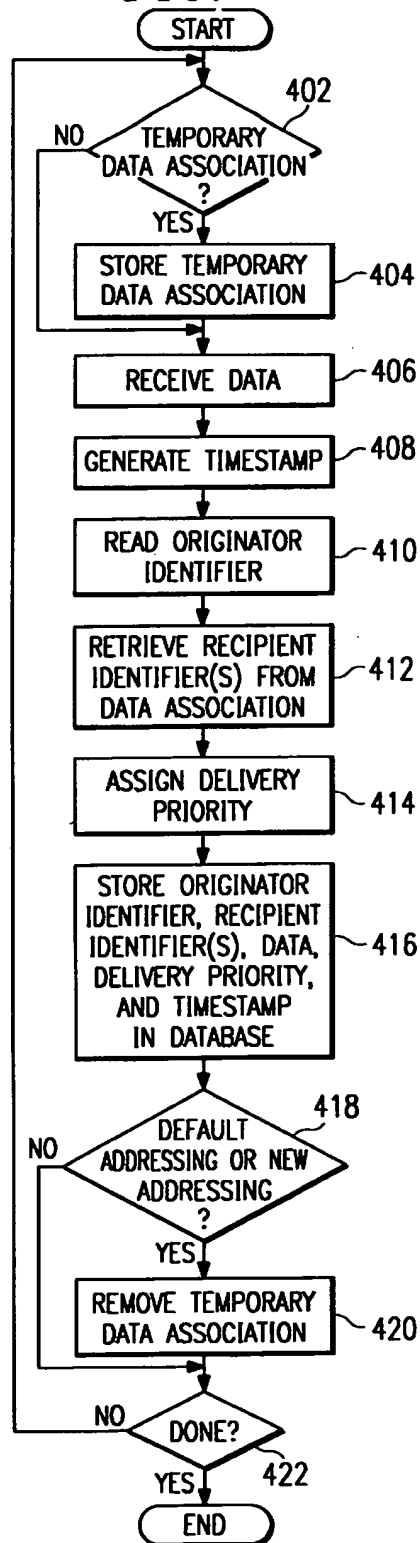 START
402
NO
TEMPORARY
DATA ASSOCIATION
?
YES
STORE TEMPORARY
DATA ASSOCIATION
404
RECEIVE DATA
406
GENERATE TIMESTAMP
408
READ ORIGINATOR
IDENTIFIER
410
RETRIEVE RECIPIENT
IDENTIFIER(S) FROM
DATA ASSOCIATION
412
ASSIGN DELIVERY
PRIORITY
414
STORE ORIGINATOR
IDENTIFIER, RECIPIENT
IDENTIFIER(S), DATA,
DELIVERY PRIORITY,
AND TIMESTAMP
IN DATABASE
416
418
NO
DEFAULT
ADDRESSING OR NEW
ADDRESSING
?
YES
REMOVE TEMPORARY
DATA ASSOCIATION
420
NO
DONE?
422
YES
END